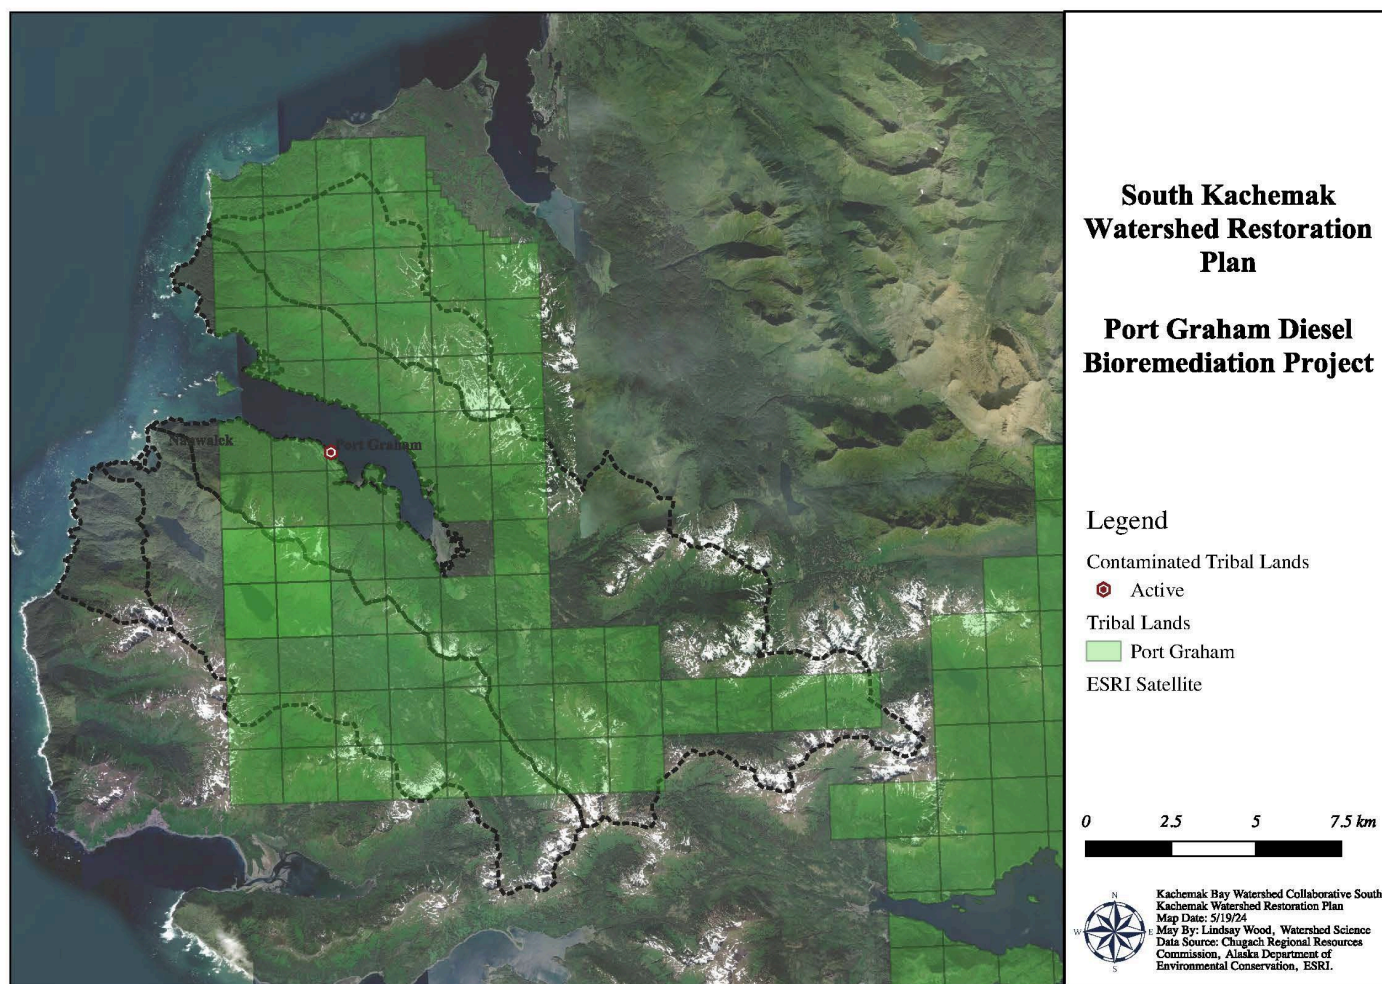 South Kachemak
Watershed Restoration
Plan
Port Graham Diesel
Bioremediation Project
Nanwalek
Port Graham
Legend
Contaminated Tribal Lands
Active
Tribal Lands
Port Graham
ESRI Satellite
0 2.5 5 7.5 km
N
W E
S
Kachemak Bay Watershed Collaborative South
Kachemak Watershed Restoration Plan
Map Date: 5/19/24
May By: Lindsay Wood, Watershed Science
Data Source: Chugach Regional Resources
Commission, Alaska Department of
Environmental Conservation, ESRI.